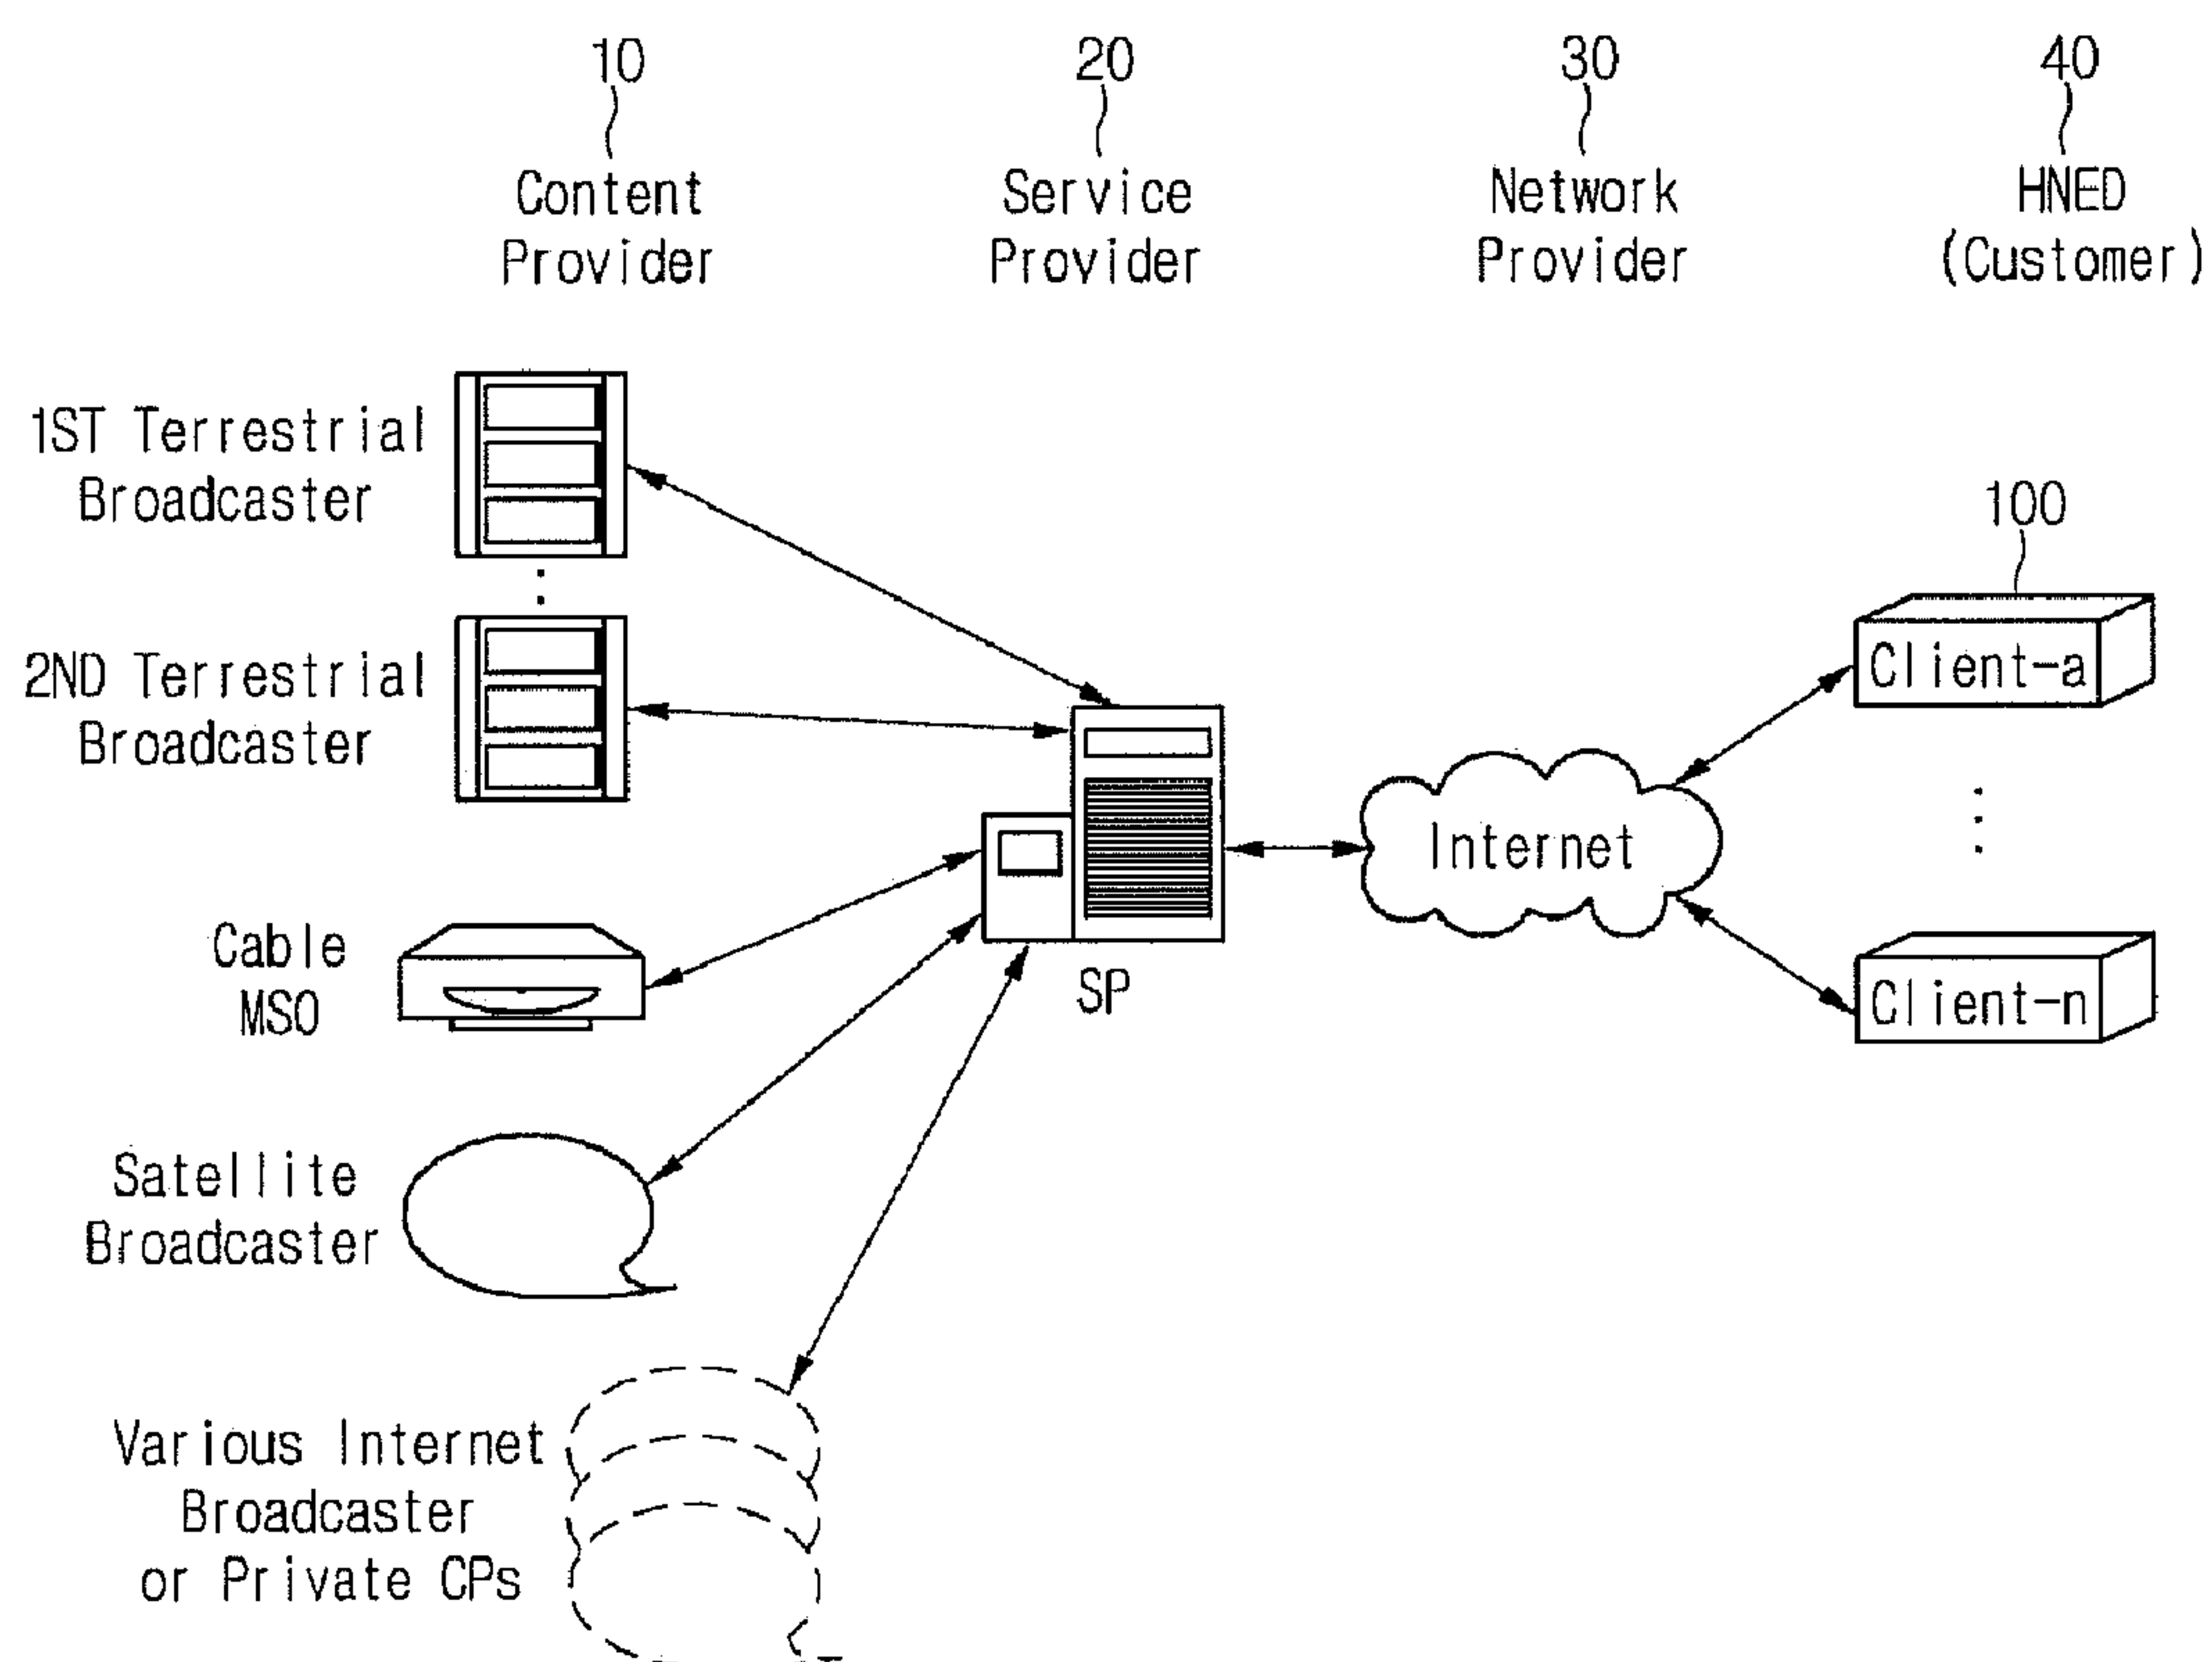 10
20
30
40
Content
Provider
Service
Provider
Network
Provider
HNED
(Customer)
1ST Terrestrial
Broadcaster
100
Client-a
2ND Terrestrial
Broadcaster
Internet
Cable
MSO
SP
Client-n
Satellite
Broadcaster
Various Internet
Broadcaster
or Private CPs